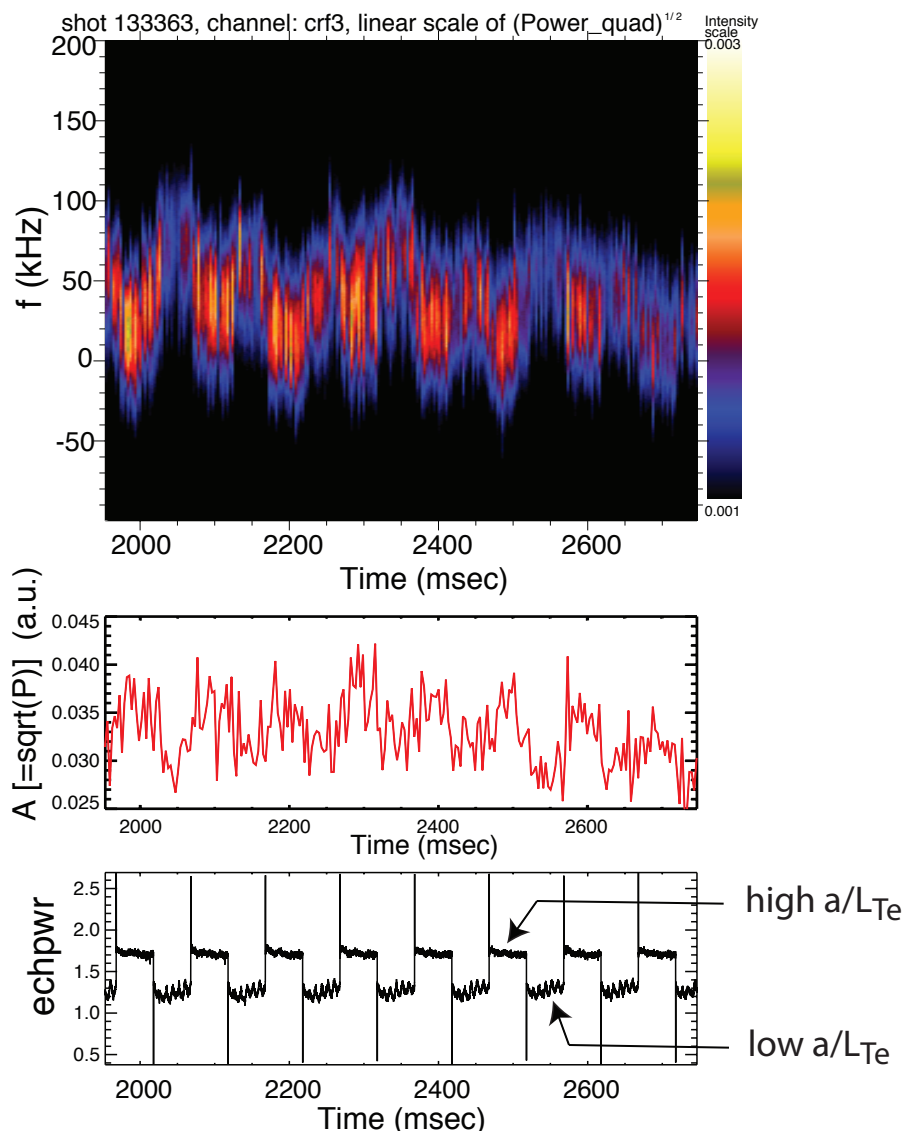 shot 133363, channel: crf3, linear scale of (Power_quad)^1/2
Intensity
scale
0.003
200
150
100
50
0
-50
f (kHz)
0.001
2000 2200 2400 2600
Time (msec)
A [=sqrt(P)] (a.u.)
0.045
0.040
0.035
0.030
0.025
2000 2200 2400 2600
Time (msec)
echpwr
2.5
2.0
1.5
1.0
0.5
high a/LTe
low a/LTe
2000 2200 2400 2600
Time (msec)